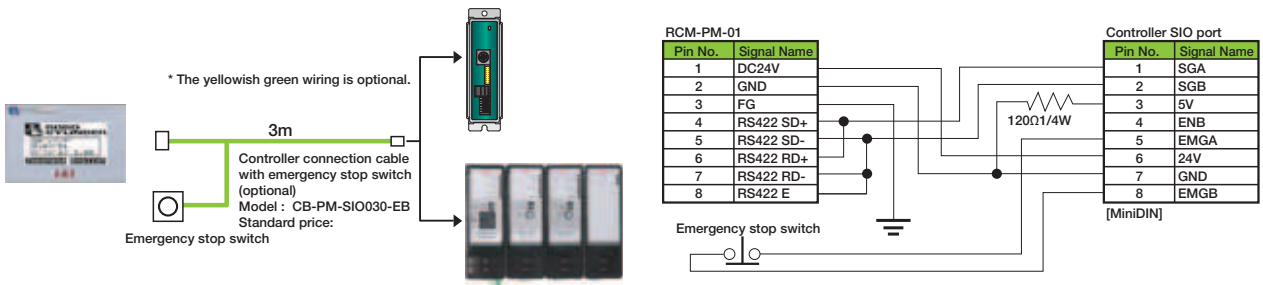 * The yellowish green wiring is optional.
3m
Controller connection cable
with emergency stop switch
(optional)
Model : CB-PM-SIO030-EB
Standard price:
Emergency stop switch
RCM-PM-01
Pin No. Signal Name
1 DC24V
2 GND
3 FG
4 RS422 SD+
5 RS422 SD-
6 RS422 RD+
7 RS422 RD-
8 RS422 E
Emergency stop switch
120Ω1/4W
Controller SIO port
Pin No. Signal Name
1 SGA
2 SGB
3 5V
4 ENB
5 EMGA
6 24V
7 GND
8 EMGB
[MiniDIN]